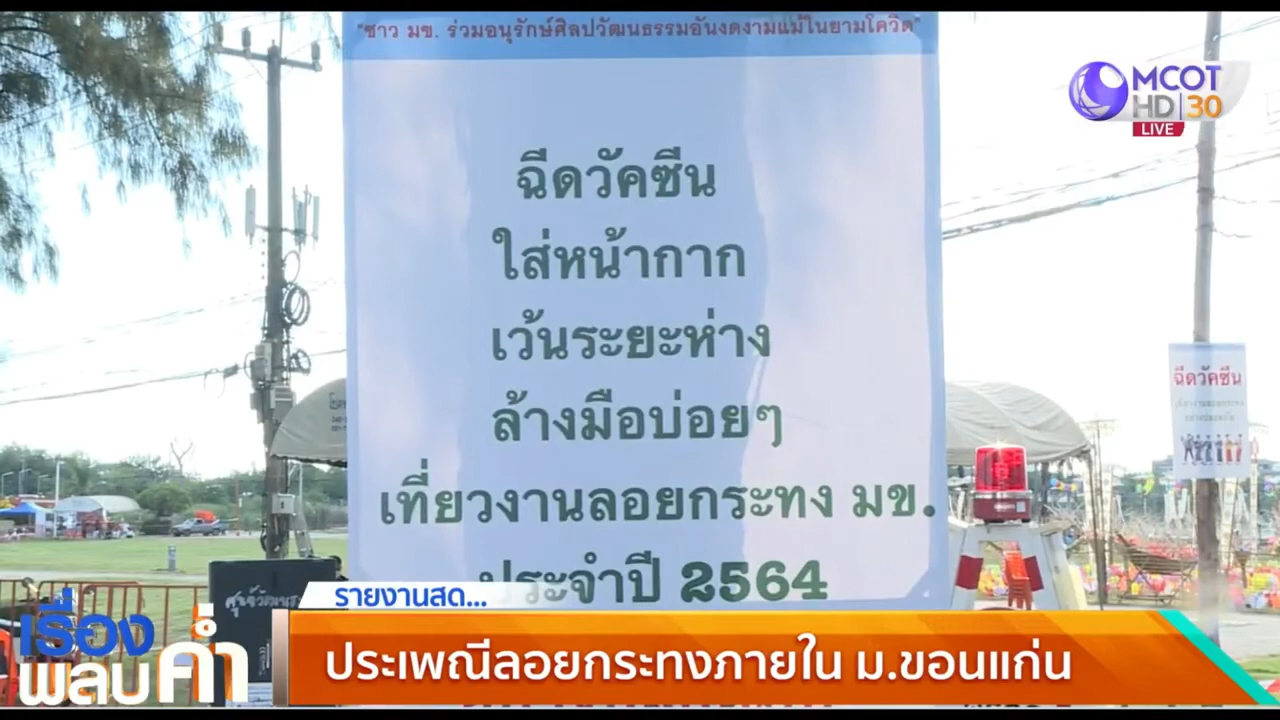 "ชาว มข. ร่วมอนุรักษ์ศิลปวัฒนธรรมอันงดงามแม้ในยามโควิด"
MCOT
HD 30
LIVE
ฉีดวัคซีน
ใส่หน้ากาก
เว้นระยะห่าง
ล้างมือบ่อยๆ
เที่ยวงานลอยกระทง มข.
ประจำปี 2564
ฉีดวัคซีน
รายงานสด...
เรื่อง
พลบค่ำ
ประเพณีลอยกระทงภายใน ม.ขอนแก่น